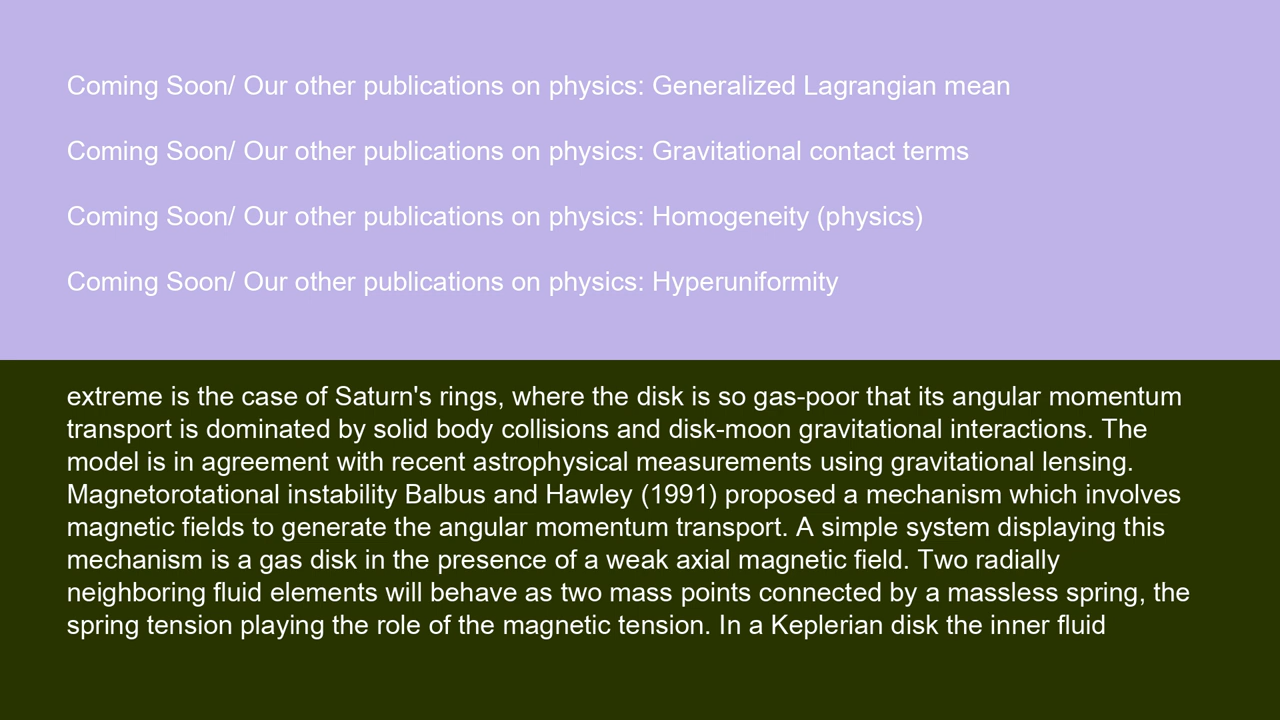 Coming Soon/ Our other publications on physics: Generalized Lagrangian mean
Coming Soon/ Our other publications on physics: Gravitational contact terms
Coming Soon/ Our other publications on physics: Homogeneity (physics)
Coming Soon/ Our other publications on physics: Hyperuniformity
extreme is the case of Saturn's rings, where the disk is so gas-poor that its angular momentum
transport is dominated by solid body collisions and disk-moon gravitational interactions. The
model is in agreement with recent astrophysical measurements using gravitational lensing.
Magnetorotational instability Balbus and Hawley (1991) proposed a mechanism which involves
magnetic fields to generate the angular momentum transport. A simple system displaying this
mechanism is a gas disk in the presence of a weak axial magnetic field. Two radially
neighboring fluid elements will behave as two mass points connected by a massless spring, the
spring tension playing the role of the magnetic tension. In a Keplerian disk the inner fluid